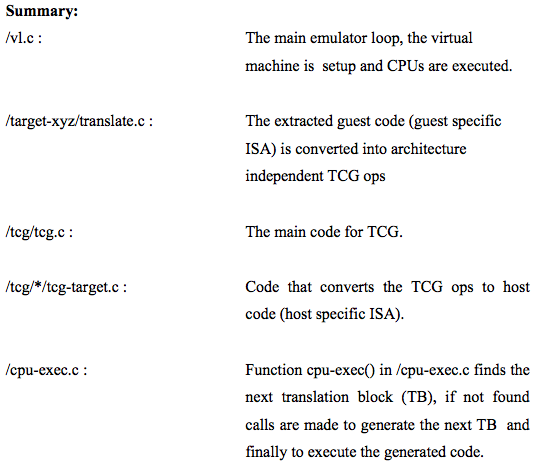 Summary:
/vl.c : The main emulator loop, the virtual
machine is setup and CPUs are executed.
/target-xyz/translate.c : The extracted guest code (guest specific
ISA) is converted into architecture
independent TCG ops
/tcg/tcg.c : The main code for TCG.
/tcg/*/tcg-target.c : Code that converts the TCG ops to host
code (host specific ISA).
/cpu-exec.c : Function cpu-exec() in /cpu-exec.c finds the
next translation block (TB), if not found
calls are made to generate the next TB and
finally to execute the generated code.